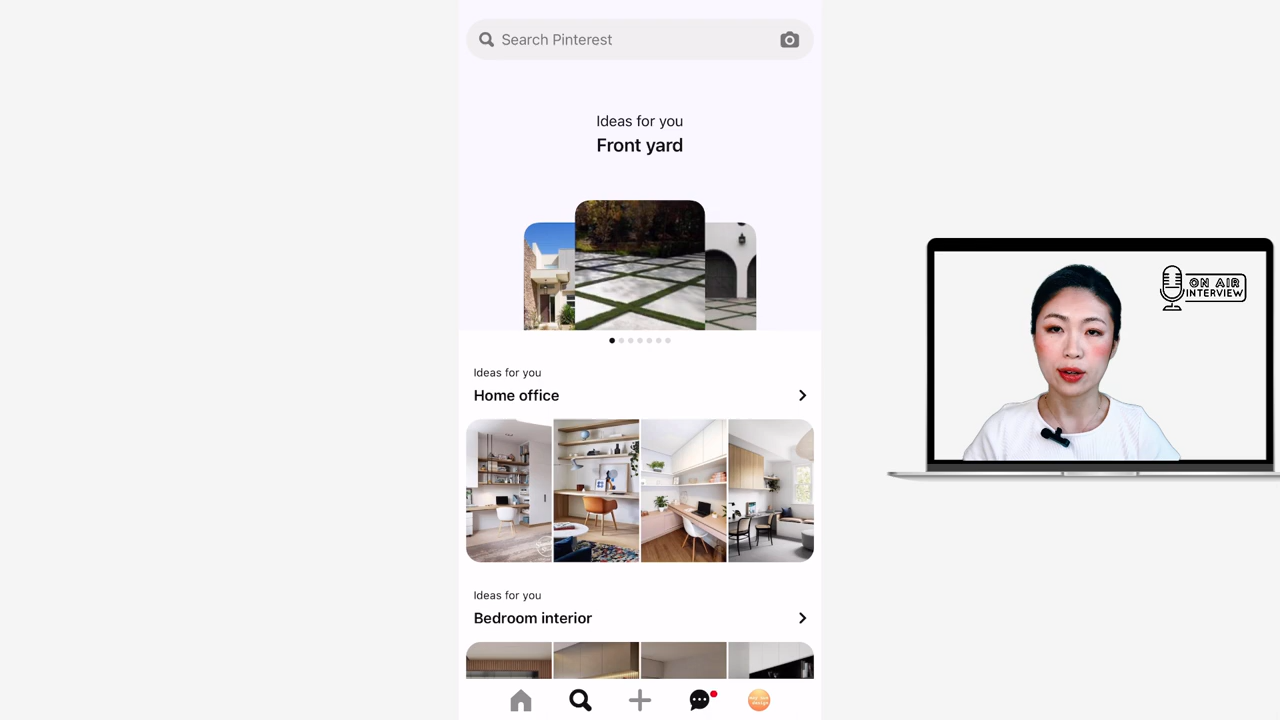 Search Pinterest
Ideas for you
Front yard
Ideas for you
Home office
Ideas for you
Bedroom interior
ON AIR
INTERVIEW